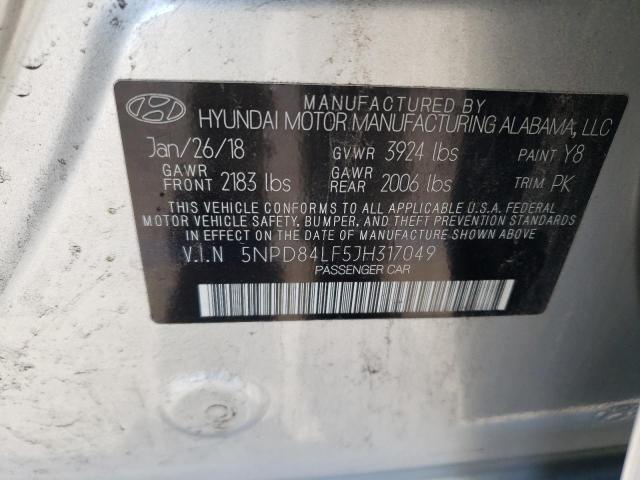 MANUFACTURED BY
HYUNDAI MOTOR MANUFACTURING ALABAMA, LLC
Jan/26/18 GVWR 3924 lbs PAINT Y8
GAWR FRONT 2183 lbs GAWR REAR 2006 lbs TRIM PK
THIS VEHICLE CONFORMS TO ALL APPLICABLE U.S.A. FEDERAL
MOTOR VEHICLE SAFETY, BUMPER, AND THEFT PREVENTION STANDARDS
IN EFFECT ON THE DATE OF MANUFACTURE SHOWN ABOVE
V.I.N 5NPD84LF5JH317049
PASSENGER CAR